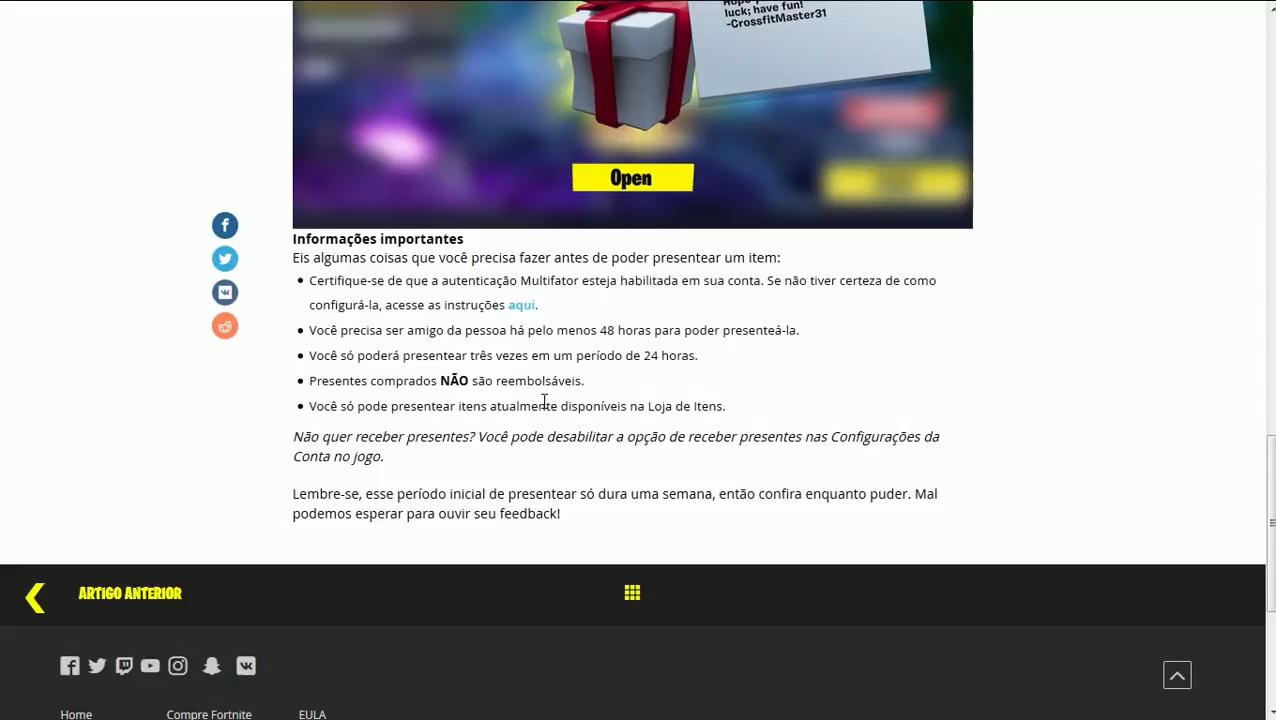 luck; have fun!
-CrossfitMaster31
Open
Informações importantes
Eis algumas coisas que você precisa fazer antes de poder presentear um item:
Certifique-se de que a autenticação Multifator esteja habilitada em sua conta. Se não tiver certeza de como
configurá-la, acesse as instruções aqui.
Você precisa ser amigo da pessoa há pelo menos 48 horas para poder presenteá-la.
Você só poderá presentear três vezes em um período de 24 horas.
Presentes comprados NÃO são reembolsáveis.
Você só pode presentear itens atualmente disponíveis na Loja de Itens.
Não quer receber presentes? Você pode desabilitar a opção de receber presentes nas Configurações da
Conta no jogo.
Lembre-se, esse período inicial de presentear só dura uma semana, então confira enquanto puder. Mal
podemos esperar para ouvir seu feedback!
ARTIGO ANTERIOR
Home Compre Fortnite EULA